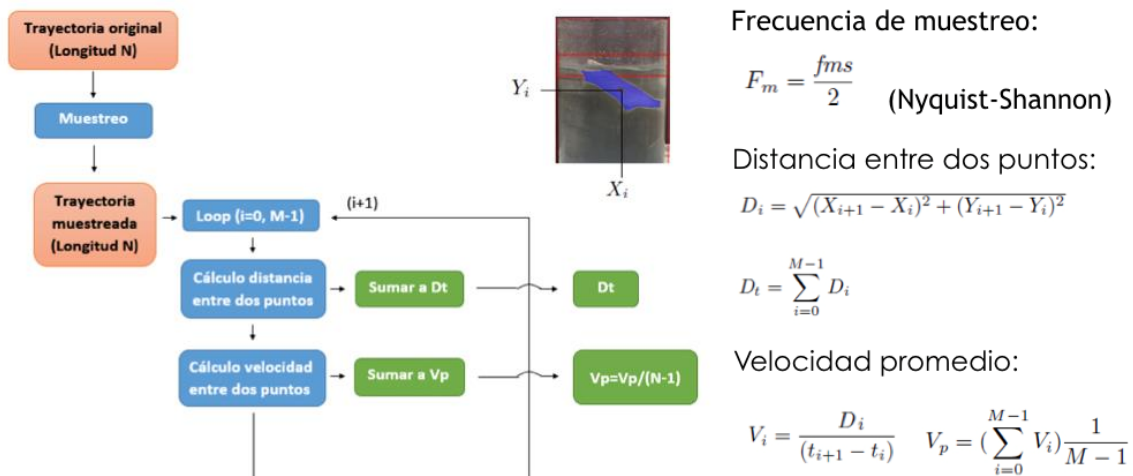 Trayectoria original
(Longitud N)
Muestreo
Trayectoria
muestreada
(Longitud N)
Loop (i=0, M-1)
(i+1)
Cálculo distancia
entre dos puntos
Sumar a Dt
Dt
Cálculo velocidad
entre dos puntos
Sumar a Vp
Vp=Vp/(N-1)
Y_i
X_i
Frecuencia de muestreo:
F_m = fms/2
(Nyquist-Shannon)
Distancia entre dos puntos:
D_i = √((X_{i+1} − X_i)^2 + (Y_{i+1} − Y_i)^2)
D_t = ∑_{i=0}^{M−1} D_i
Velocidad promedio:
V_i = D_i/(t_{i+1} − t_i) V_p = (∑_{i=0}^{M−1} V_i) 1/(M − 1)